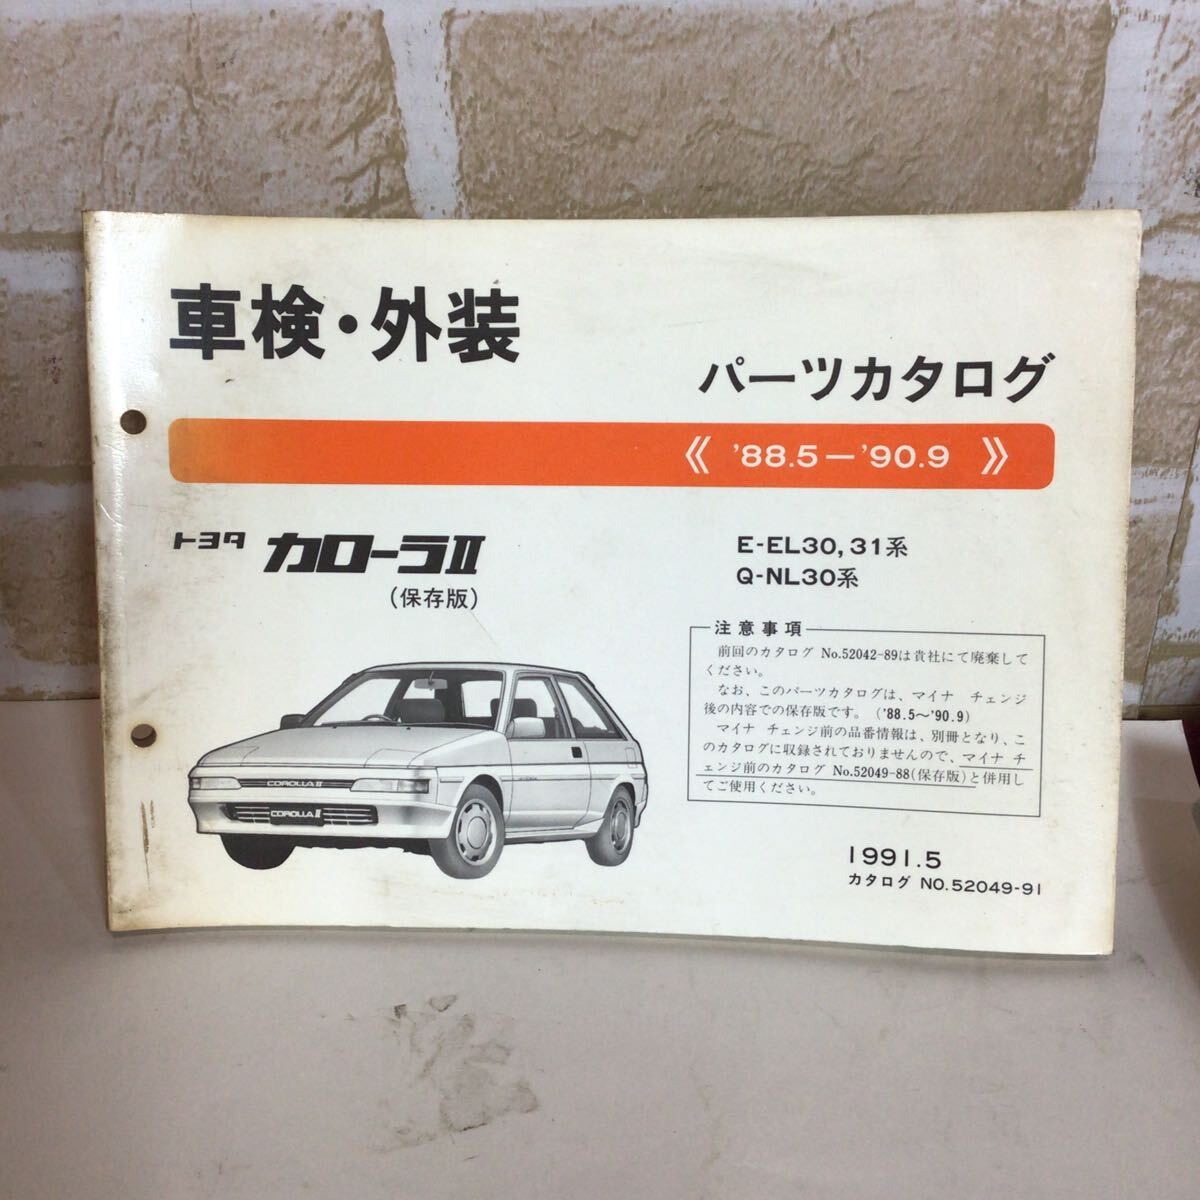 車検・外装
パーツカタログ
《 '88.5－'90.9 》
トヨタ カローラII
(保存版)
E-EL30, 31系
Q-NL30系
注意事項
前回のカタログ No.52042-89は貴社にて廃棄して
ください。
なお、このパーツカタログは、マイナ チェンジ
後の内容での保存版です。('88.5～'90.9)
マイナ チェンジ前の品番情報は、別冊となり、こ
のカタログに収録されておりませんので、マイナ チ
ェンジ前のカタログ No.52049-88(保存版)と併用し
てご使用ください。
COROLLA II
COROLLA II
1991.5
カタログ NO.52049-91